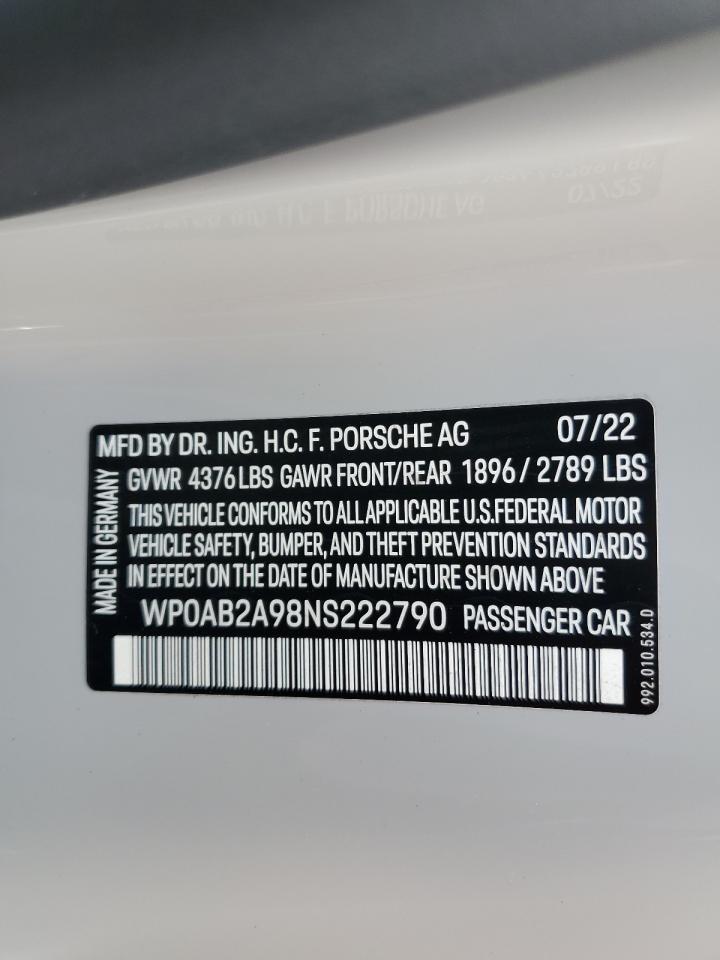 MFD BY DR. ING. H.C. F. PORSCHE AG 07/22
GVWR 4376 LBS GAWR FRONT/REAR 1896 / 2789 LBS
THIS VEHICLE CONFORMS TO ALL APPLICABLE U.S. FEDERAL MOTOR
VEHICLE SAFETY, BUMPER, AND THEFT PREVENTION STANDARDS
IN EFFECT ON THE DATE OF MANUFACTURE SHOWN ABOVE
WP0AB2A98NS222790 PASSENGER CAR
MADE IN GERMANY
992.010.534.D